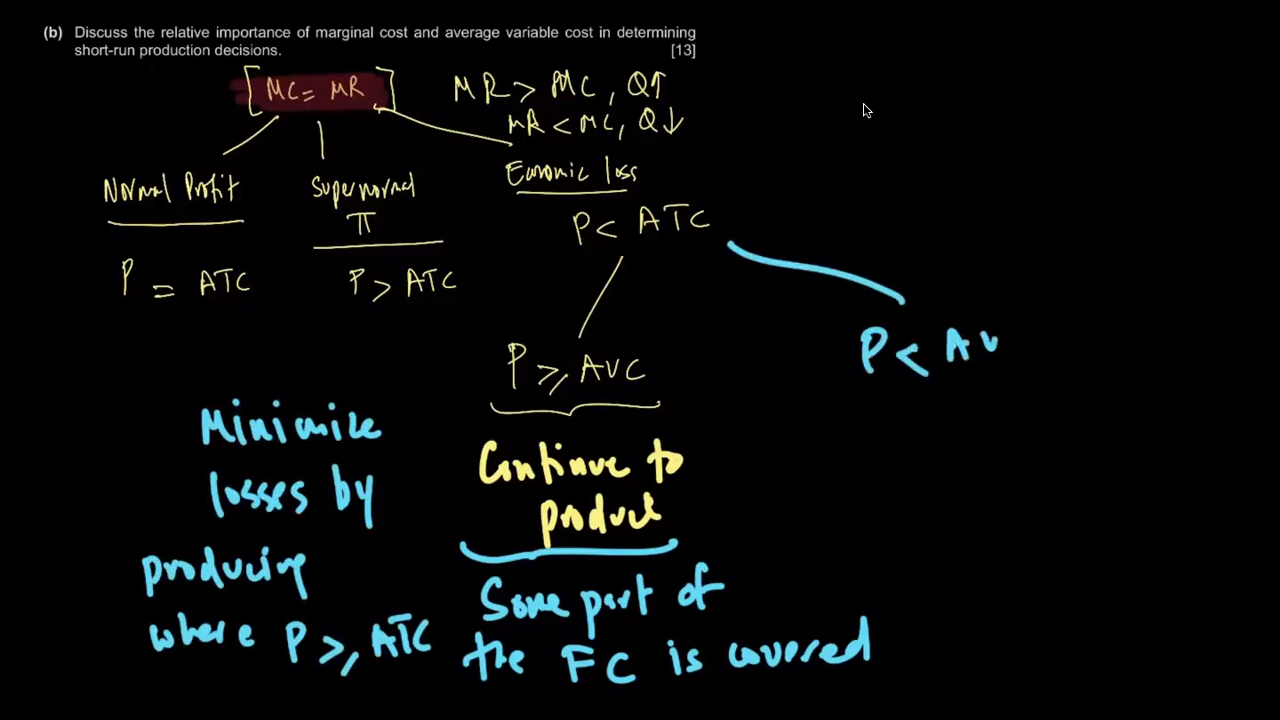 (b) Discuss the relative importance of marginal cost and average variable cost in determining
short-run production decisions. [13]
[MC = MR]
MR > MC, Q↑
MR < MC, Q↓
Normal Profit
P = ATC
Supernormal
π
P > ATC
Economic loss
P < ATC
P ≥ AVC
Continue to
produce
Some part of
the FC is covered
Minimize
losses by
producing
where P ≥ ATC
P < AV